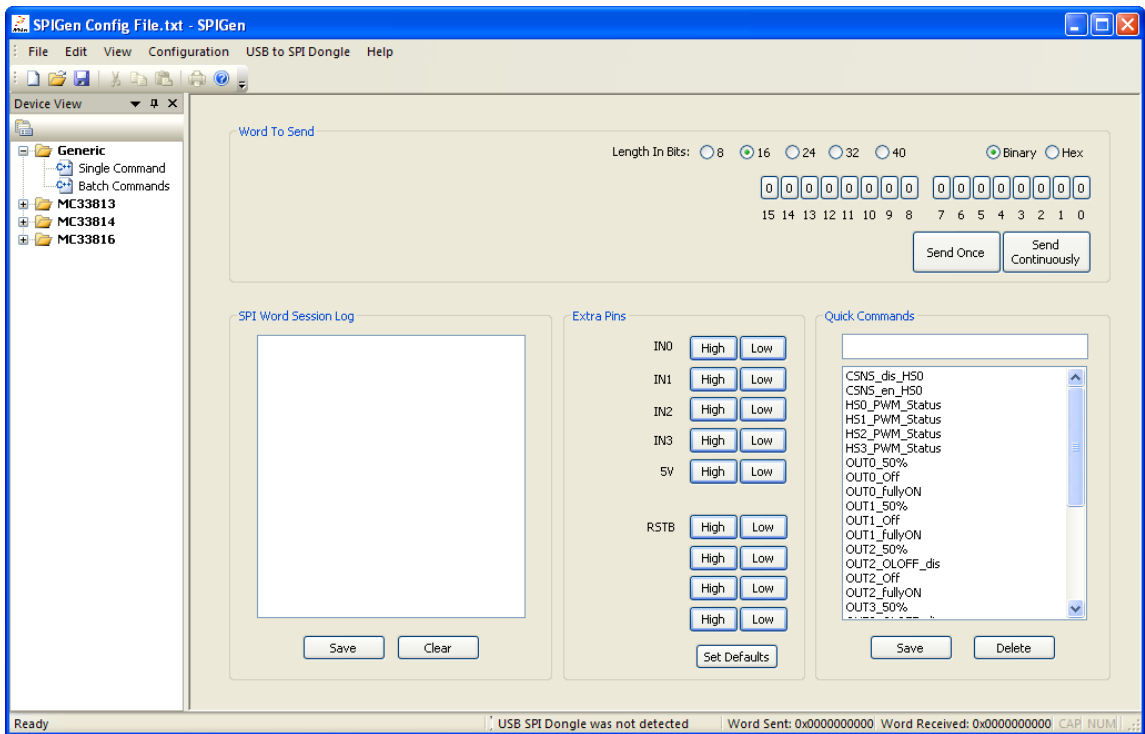 SPIGen Config File.txt - SPIGen
File Edit View Configuration USB to SPI Dongle Help
Device View
Generic
Single Command
Batch Commands
MC33813
MC33814
MC33816
Word To Send
Length In Bits: 8 16 24 32 40 Binary Hex
0 0 0 0 0 0 0 0 0 0 0 0 0 0 0 0
15 14 13 12 11 10 9 8 7 6 5 4 3 2 1 0
Send Once
Send
Continuously
SPI Word Session Log
Save Clear
Extra Pins
IN0 High Low
IN1 High Low
IN2 High Low
IN3 High Low
5V High Low
RSTB High Low
High Low
High Low
High Low
Set Defaults
Quick Commands
CSNS_dis_HS0
CSNS_en_HS0
HS0_PWM_Status
HS1_PWM_Status
HS2_PWM_Status
HS3_PWM_Status
OUT0_50%
OUT0_Off
OUT0_fullyON
OUT1_50%
OUT1_Off
OUT1_fullyON
OUT2_50%
OUT2_OLOFF_dis
OUT2_Off
OUT2_fullyON
OUT3_50%
Save Delete
Ready USB SPI Dongle was not detected Word Sent: 0x0000000000 Word Received: 0x0000000000 CAP NUM